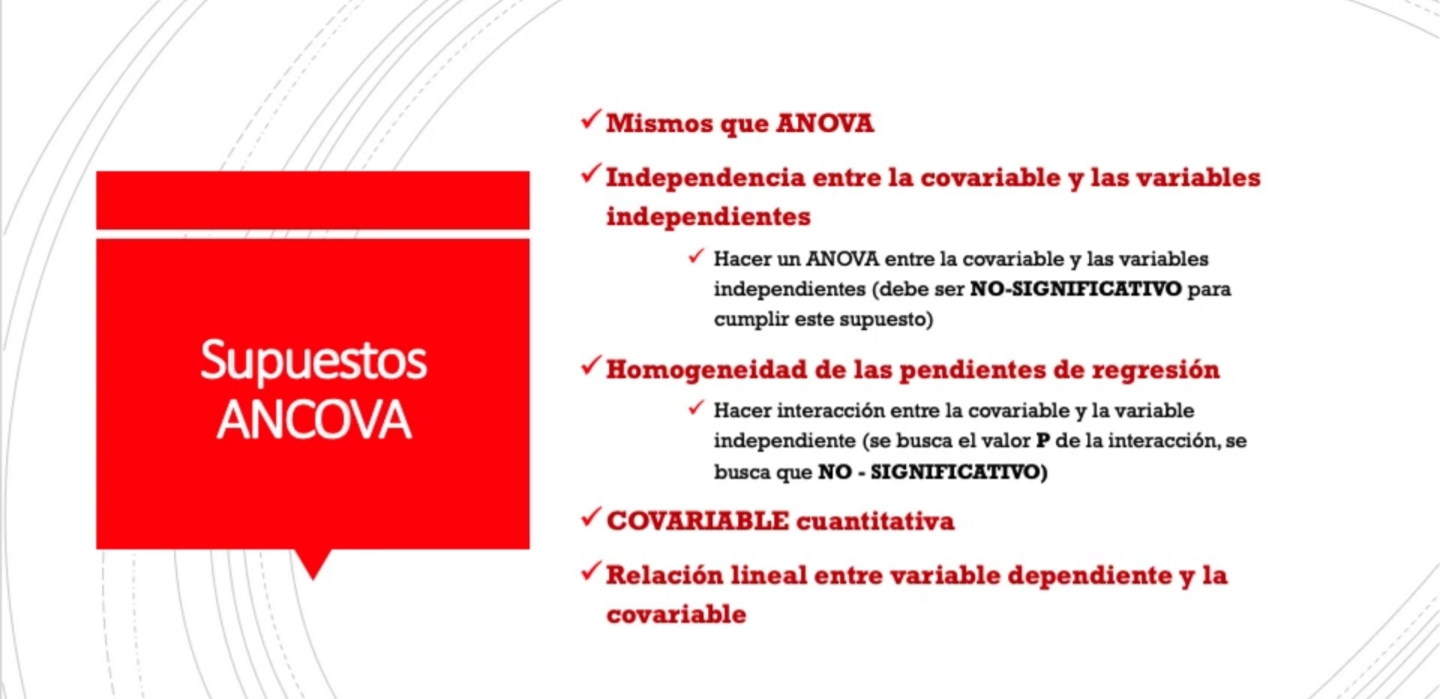 Supuestos
ANCOVA
Mismos que ANOVA
Independencia entre la covariable y las variables
independientes
Hacer un ANOVA entre la covariable y las variables
independientes (debe ser NO-SIGNIFICATIVO para
cumplir este supuesto)
Homogeneidad de las pendientes de regresión
Hacer interacción entre la covariable y la variable
independiente (se busca el valor P de la interacción, se
busca que NO - SIGNIFICATIVO)
COVARIABLE cuantitativa
Relación lineal entre variable dependiente y la
covariable